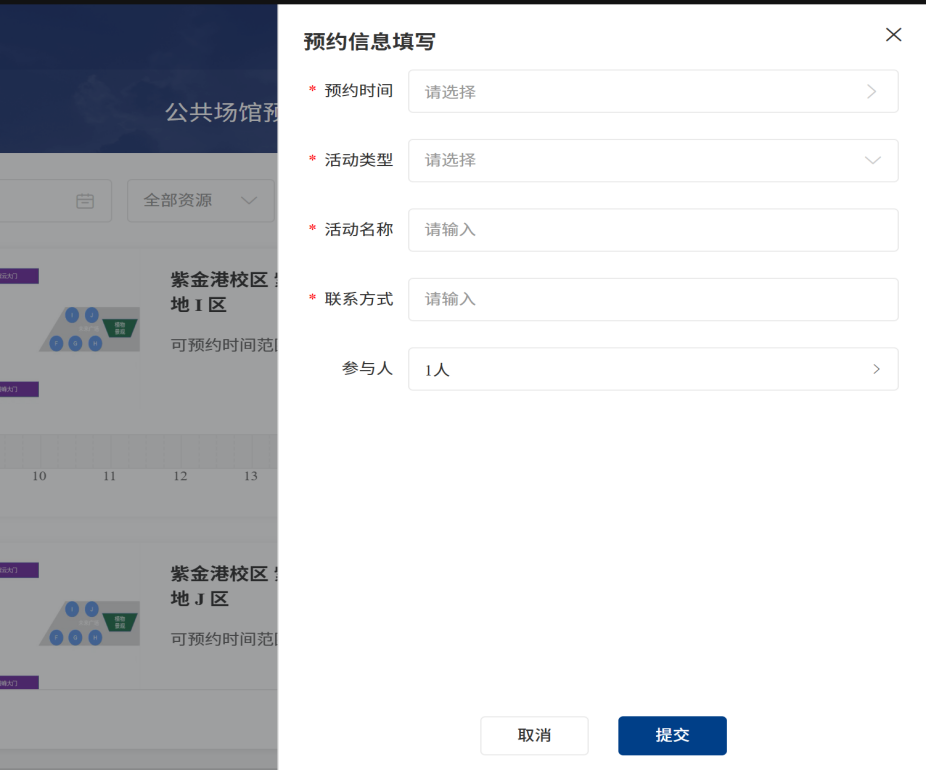 预约信息填写
* 预约时间 请选择
* 活动类型 请选择
* 活动名称 请输入
* 联系方式 请输入
参与人 1人
取消 提交
公共场馆预
全部资源
紫金港校区
地 I 区
可预约时间范
10 11 12 13
紫金港校区
地 J 区
可预约时间范